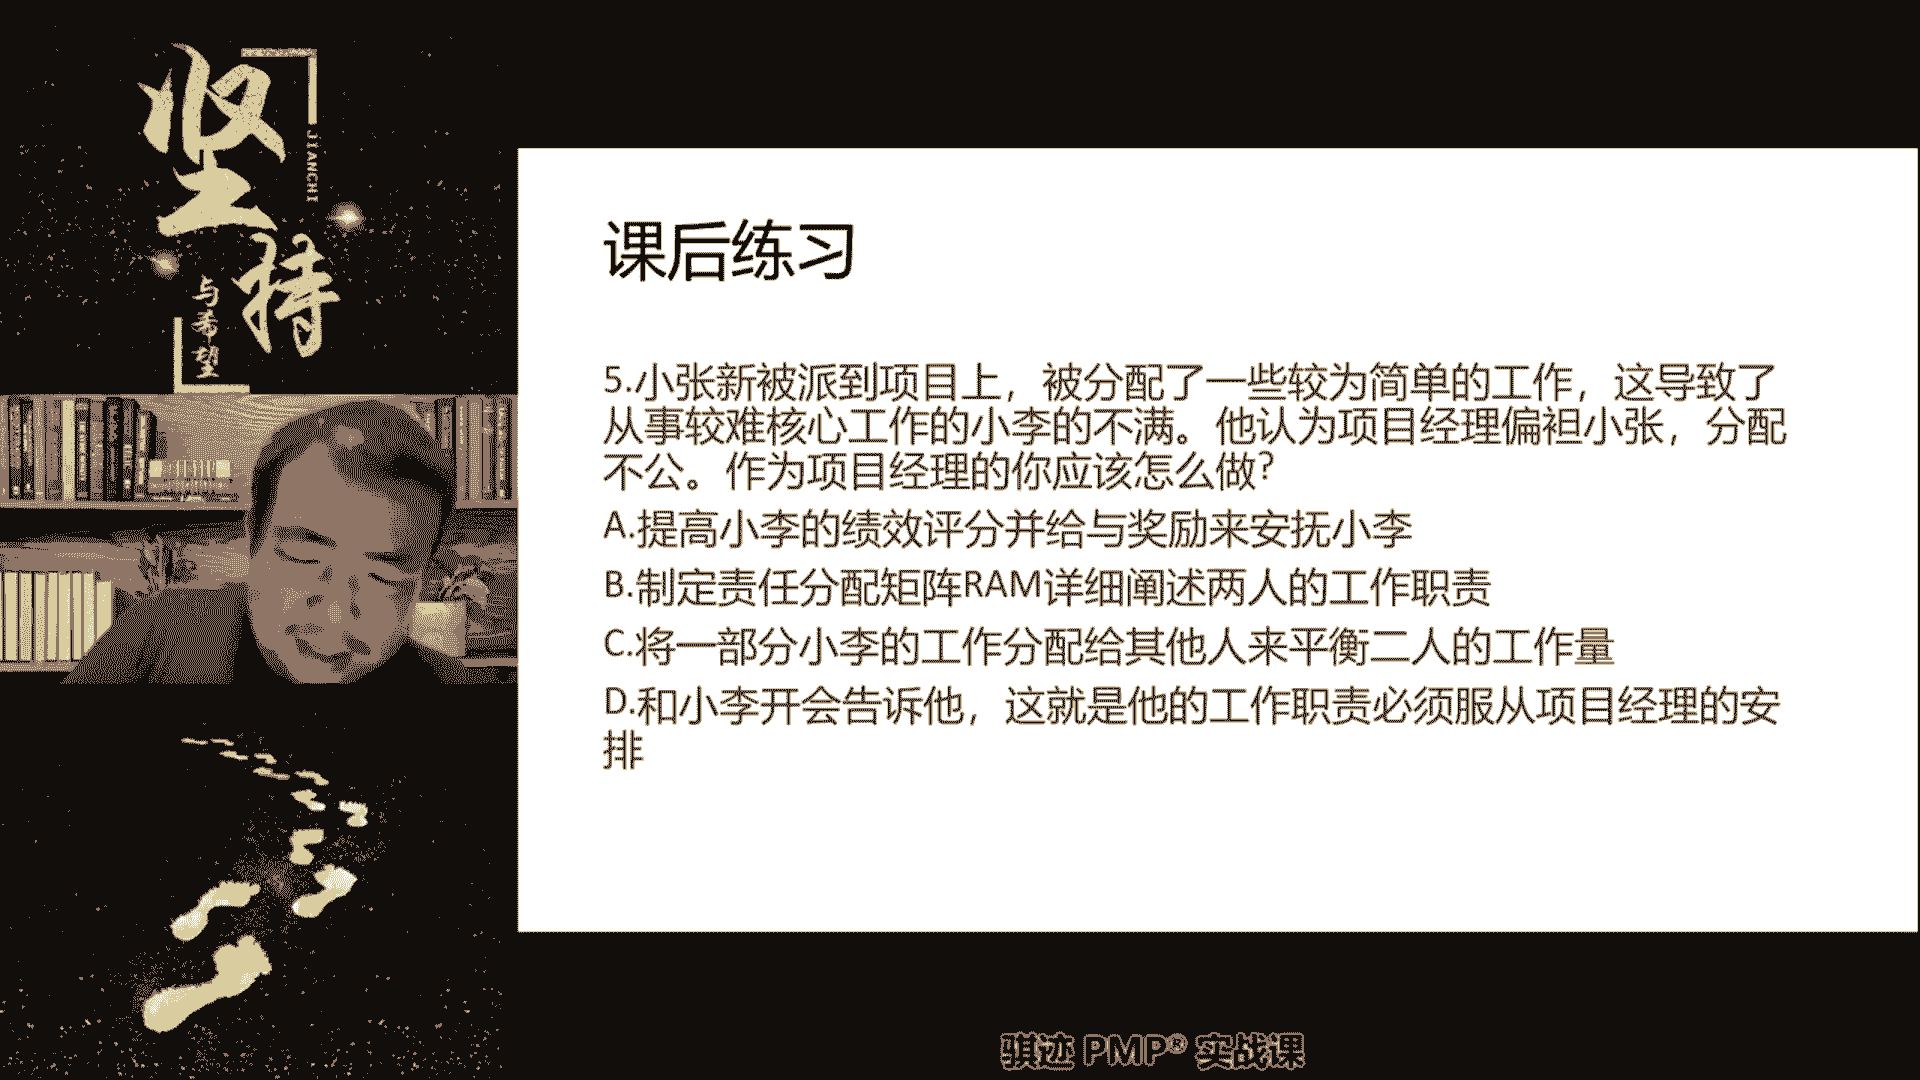 坚持
JIANCHI
与希望
课后练习
5.小张新被派到项目上，被分配了一些较为简单的工作，这导致了
从事较难核心工作的小李的不满。他认为项目经理偏袒小张，分配
不公。作为项目经理的你应该怎么做?
A.提高小李的绩效评分并给与奖励来安抚小李
B.制定责任分配矩阵RAM详细阐述两人的工作职责
C.将一部分小李的工作分配给其他人来平衡二人的工作量
D.和小李开会告诉他，这就是他的工作职责必须服从项目经理的安
排
骐迹 PMP® 实战课